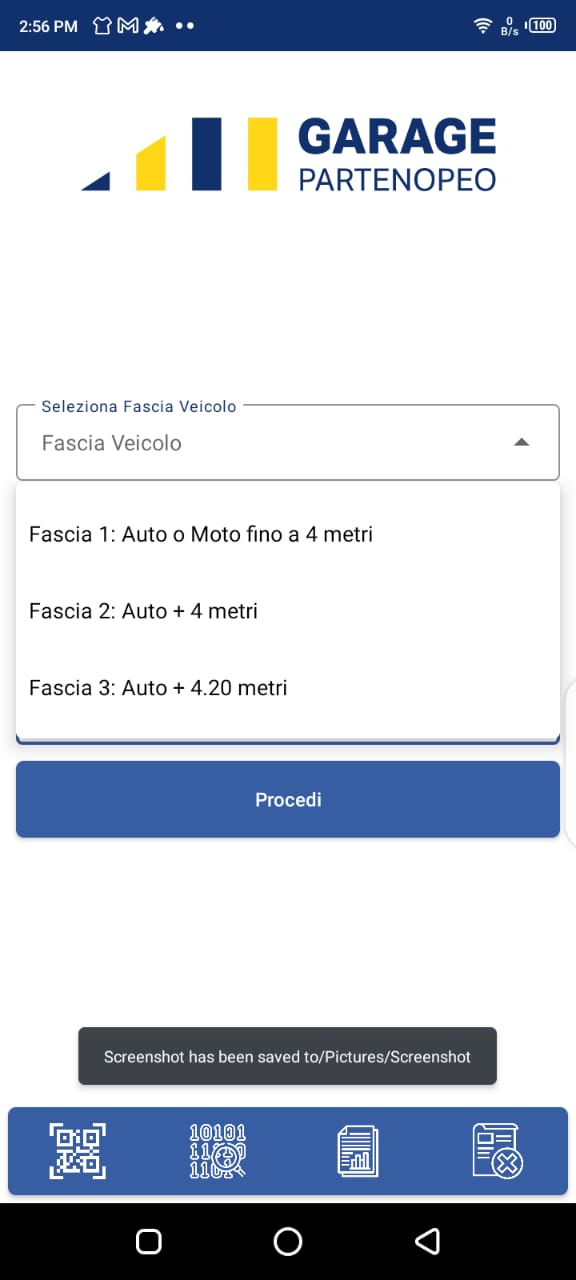 2:56 PM
0
B/s
100
GARAGE
PARTENOPEO
Seleziona Fascia Veicolo
Fascia Veicolo
Fascia 1: Auto o Moto fino a 4 metri
Fascia 2: Auto + 4 metri
Fascia 3: Auto + 4.20 metri
Procedi
Screenshot has been saved to/Pictures/Screenshot
10101